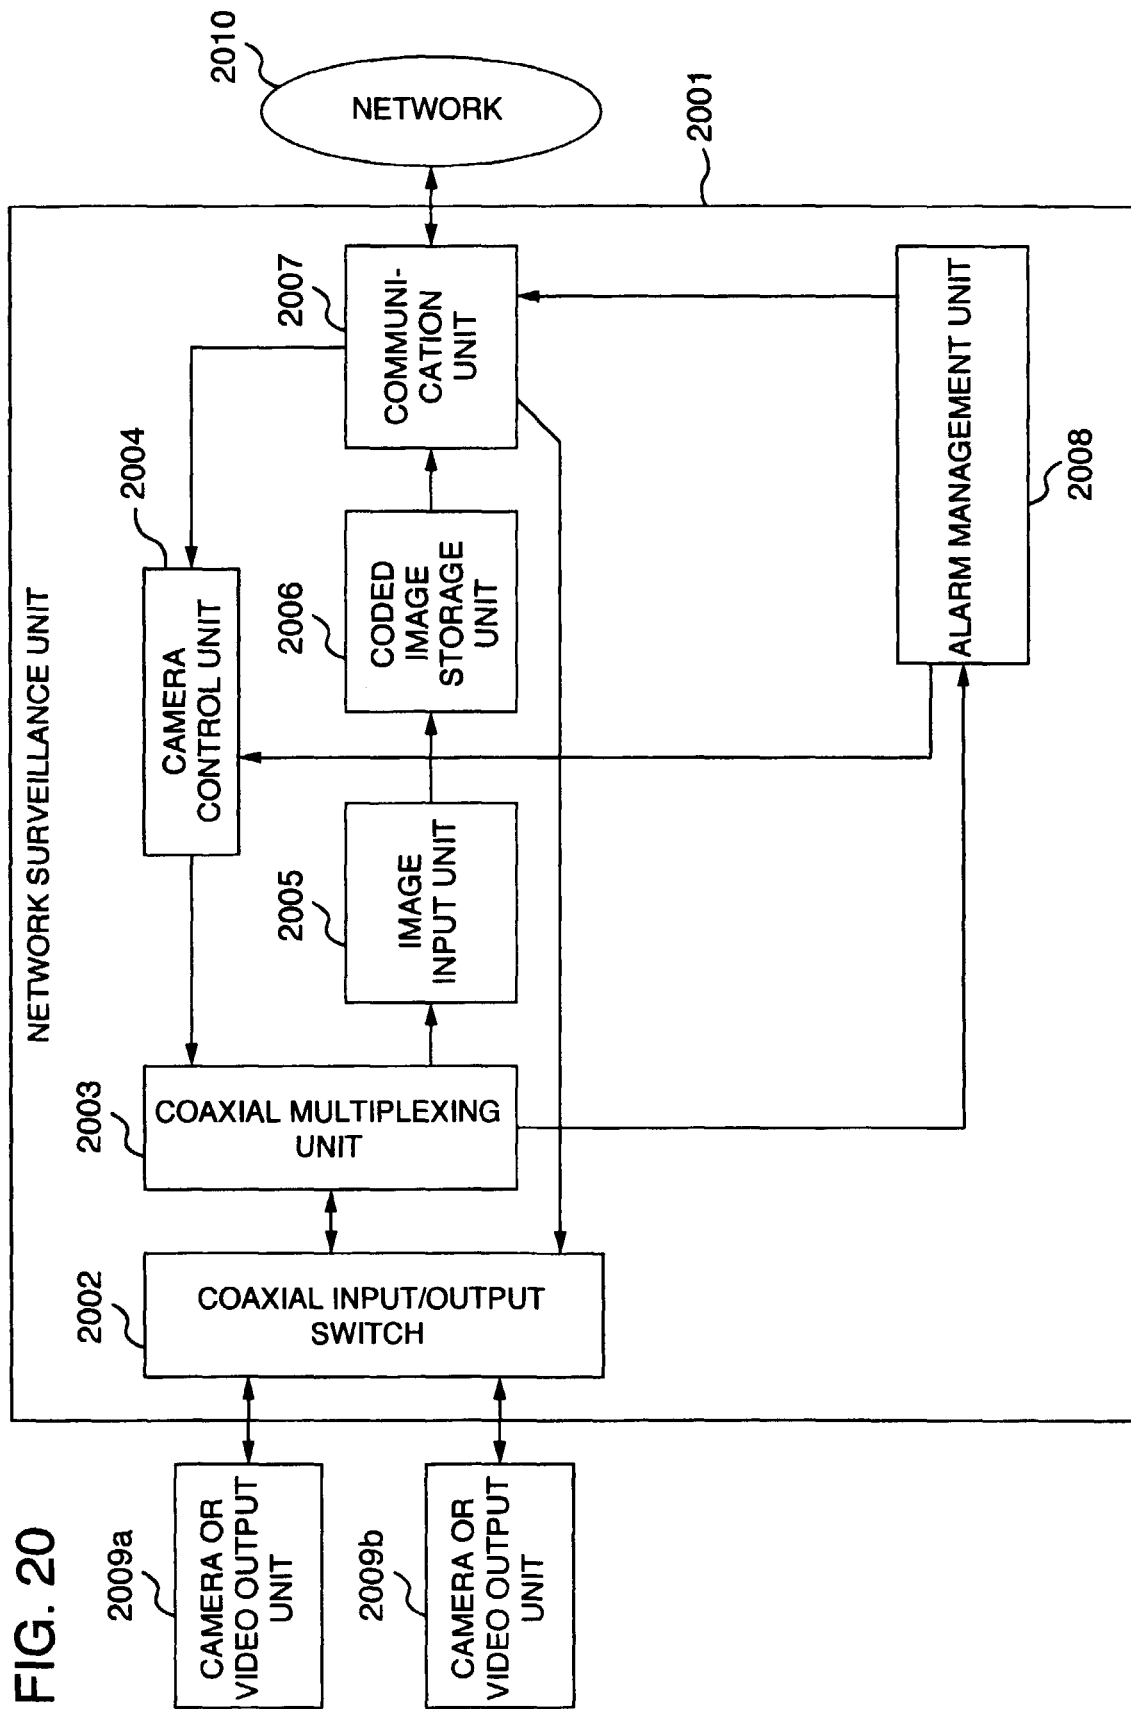 FIG. 20
NETWORK SURVEILLANCE UNIT
2001
2009a
CAMERA OR
VIDEO OUTPUT
UNIT
2009b
CAMERA OR
VIDEO OUTPUT
UNIT
2002
COAXIAL INPUT/OUTPUT
SWITCH
2003
COAXIAL MULTIPLEXING
UNIT
2004
CAMERA
CONTROL UNIT
2005
IMAGE
INPUT UNIT
2006
CODED
IMAGE
STORAGE
UNIT
2007
COMMUNI-
CATION
UNIT
2010
NETWORK
ALARM MANAGEMENT UNIT
2008